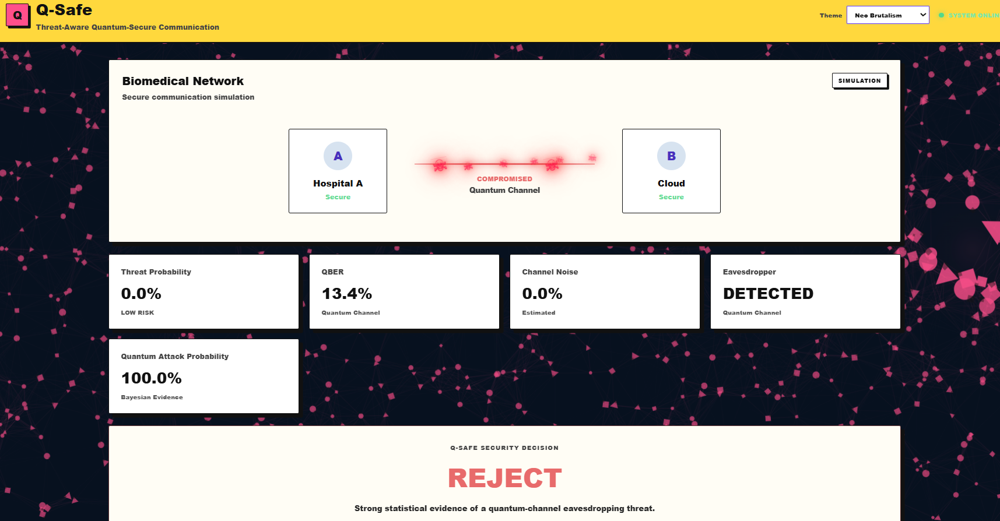 Q
Q-Safe
Threat-Aware Quantum-Secure Communication
Theme
Neo Brutalism
SYSTEM ONLIN
Biomedical Network
Secure communication simulation
SIMULATION
A
Hospital A
Secure
COMPROMISED
Quantum Channel
B
Cloud
Secure
Threat Probability
0.0%
LOW RISK
QBER
13.4%
Quantum Channel
Channel Noise
0.0%
Estimated
Eavesdropper
DETECTED
Quantum Channel
Quantum Attack Probability
100.0%
Bayesian Evidence
Q-SAFE SECURITY DECISION
REJECT
Strong statistical evidence of a quantum-channel eavesdropping threat.